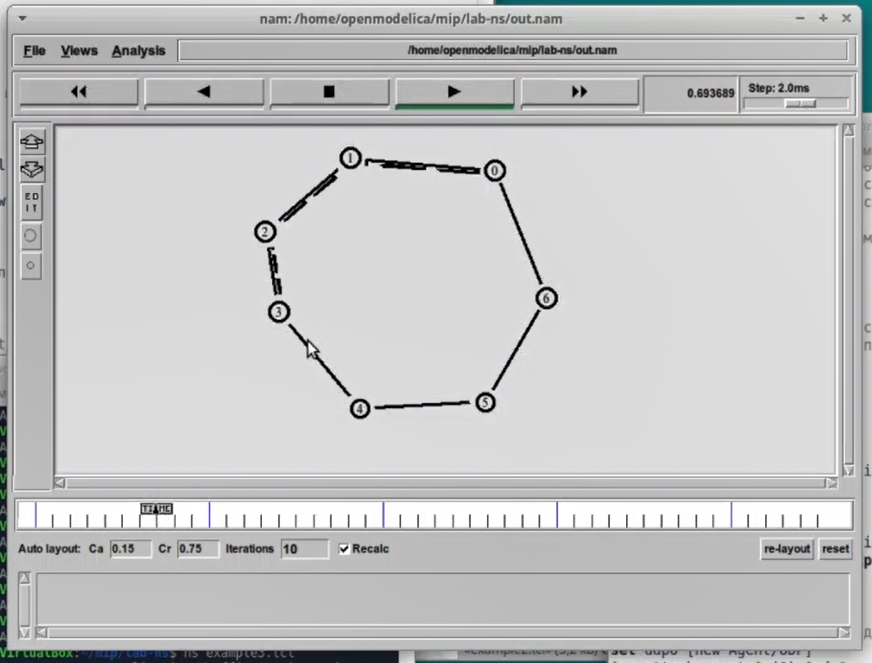 nam: /home/openmodelica/mip/lab-ns/out.nam
File Views Analysis /home/openmodelica/mip/lab-ns/out.nam
0.693689 Step: 2.0ms
ED
IT
1
0
2
6
3
4
5
TIME
Auto layout: Ca 0.15 Cr 0.75 Iterations 10 Recalc re-layout reset
VirtualBox:~/mip/lab-ns$ ns example3.tcl
set udp0 [new Agent/UDP]